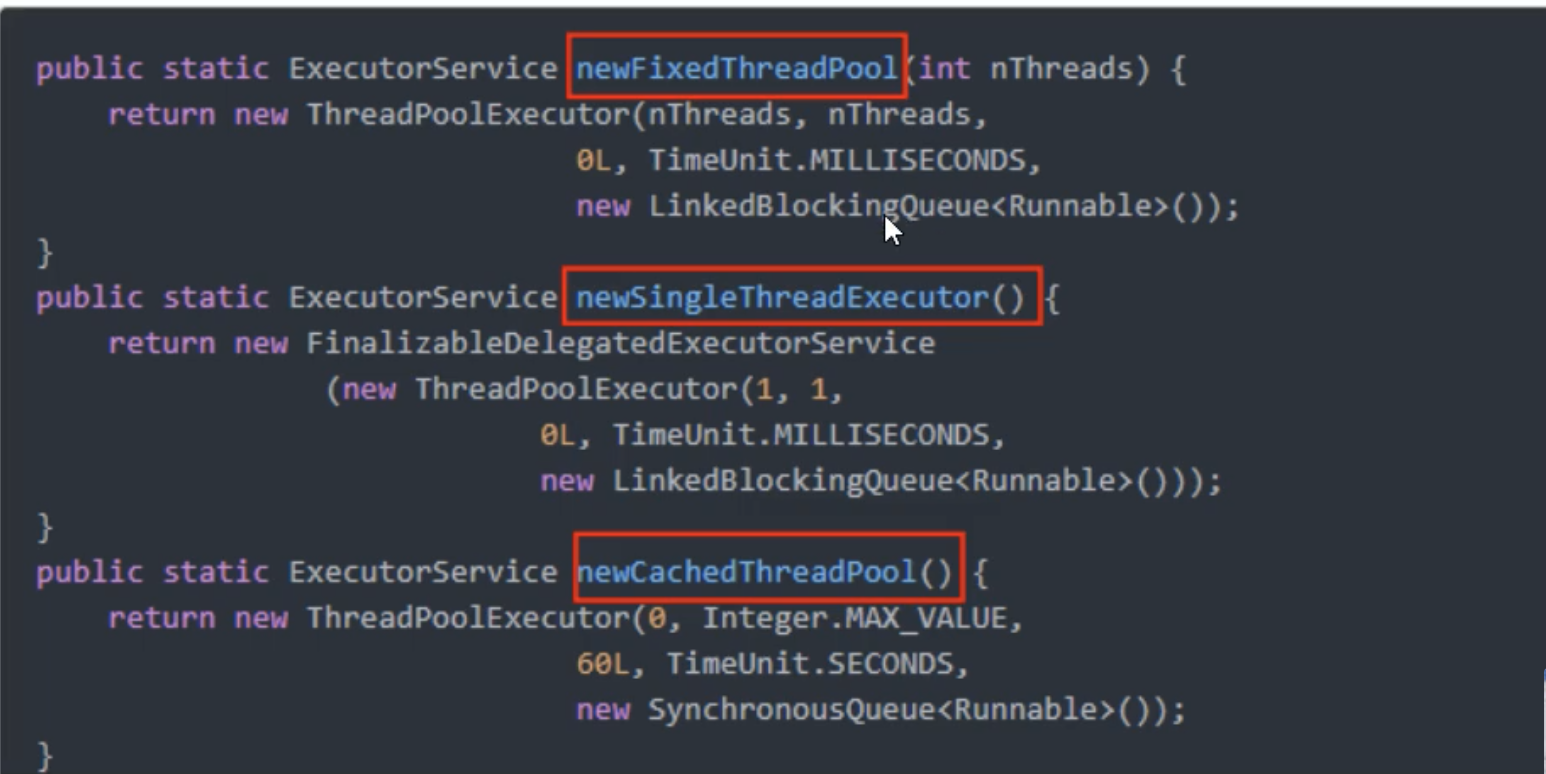 public static ExecutorService newFixedThreadPool(int nThreads) {
    return new ThreadPoolExecutor(nThreads, nThreads,
                              0L, TimeUnit.MILLISECONDS,
                              new LinkedBlockingQueue<Runnable>());
}
public static ExecutorService newSingleThreadExecutor() {
    return new FinalizableDelegatedExecutorService
                (new ThreadPoolExecutor(1, 1,
                            0L, TimeUnit.MILLISECONDS,
                            new LinkedBlockingQueue<Runnable>()));
}
public static ExecutorService newCachedThreadPool() {
    return new ThreadPoolExecutor(0, Integer.MAX_VALUE,
                              60L, TimeUnit.SECONDS,
                              new SynchronousQueue<Runnable>());
}